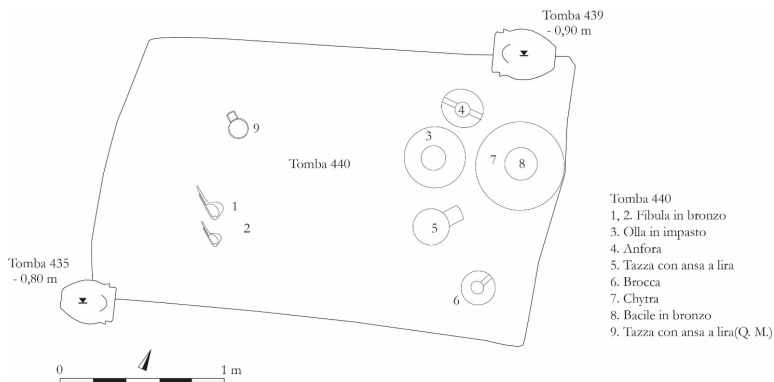 Tomba 439
- 0,90 m
4
3
9
7
8
Tomba 440
1
5
2
Tomba 435
- 0,80 m
6
0
1 m
Tomba 440
1, 2. Fibula in bronzo
3. Olla in impasto
4. Anfora
5. Tazza con ansa a lira
6. Brocca
7. Chytra
8. Bacile in bronzo
9. Tazza con ansa a lira(Q. M.)